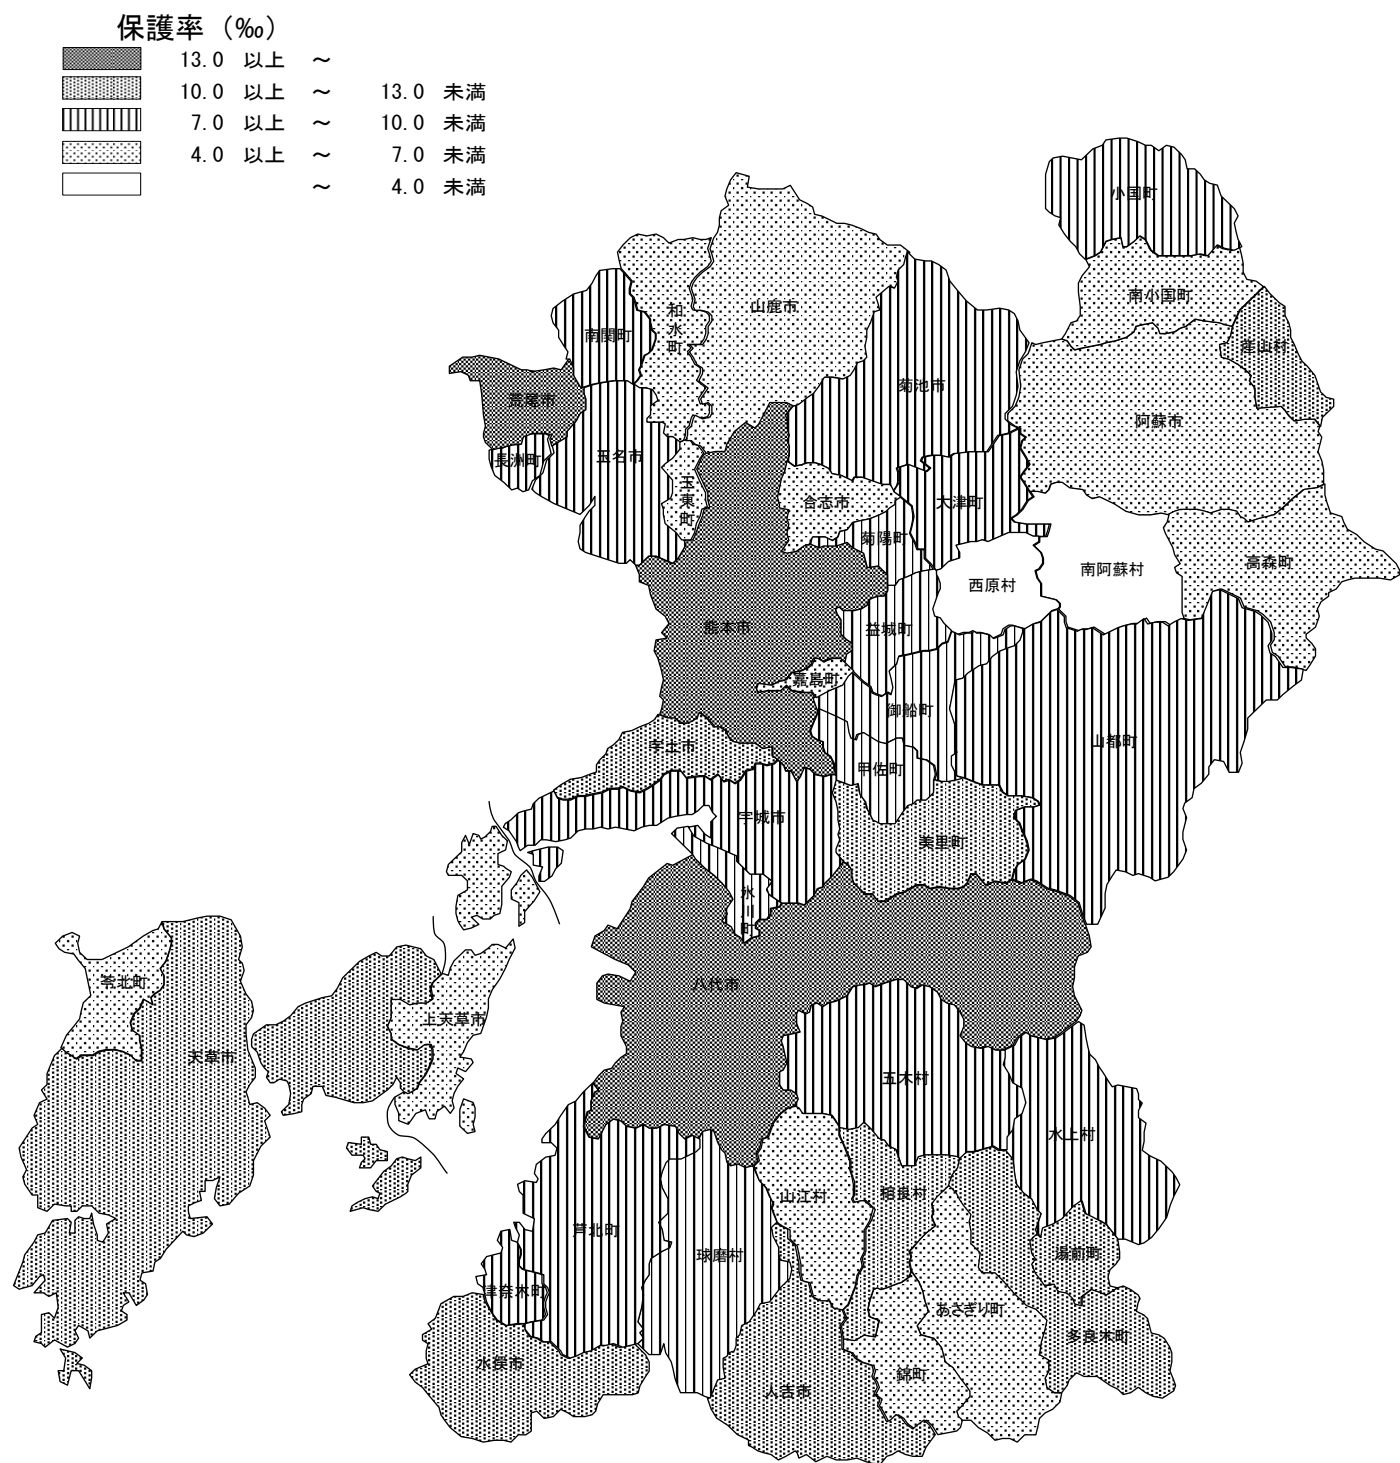 保護率（‰）
13.0 以上 ～
10.0 以上 ～ 13.0 未満
7.0 以上 ～ 10.0 未満
4.0 以上 ～ 7.0 未満
～ 4.0 未満
小国町
南小国町
産山村
山鹿市
和水町
南関町
菊池市
荒尾市
阿蘇市
玉名市
長洲町
玉東町
合志市
大津町
菊陽町
高森町
南阿蘇村
西原村
熊本市
益城町
嘉島町
御船町
山都町
宇土市
甲佐町
宇城市
美里町
氷川町
八代市
苓北町
上天草市
天草市
五木村
水上村
相良村
山江村
芦北町
球磨村
湯前町
津奈木町
あさぎり町
多良木町
水俣市
錦町
人吉市